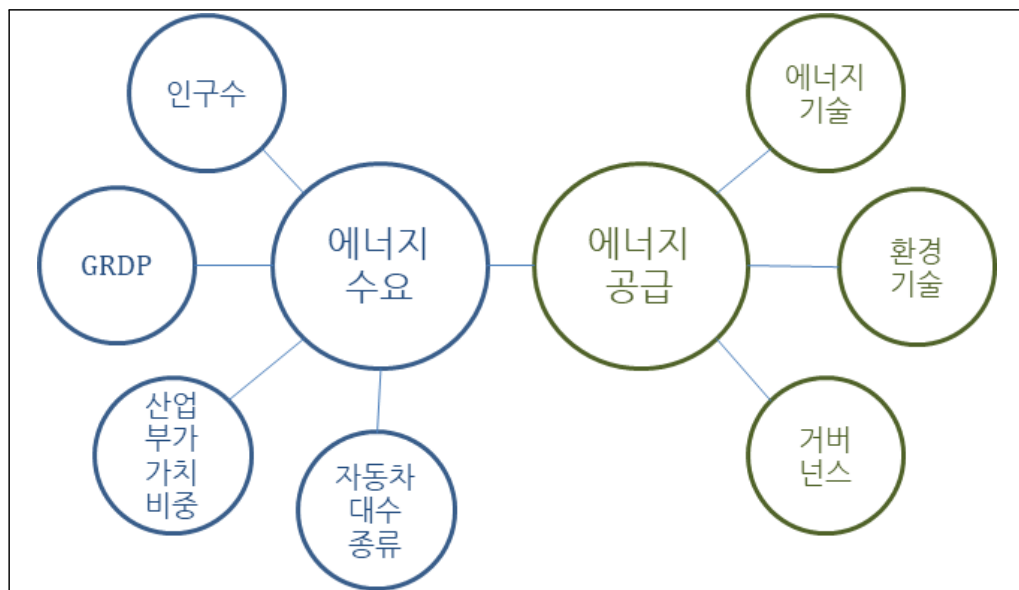 인구수
GRDP
산업
부가
가치
비중
자동차
대수
종류
에너지
수요
에너지
공급
에너지
기술
환경
기술
거버
넌스